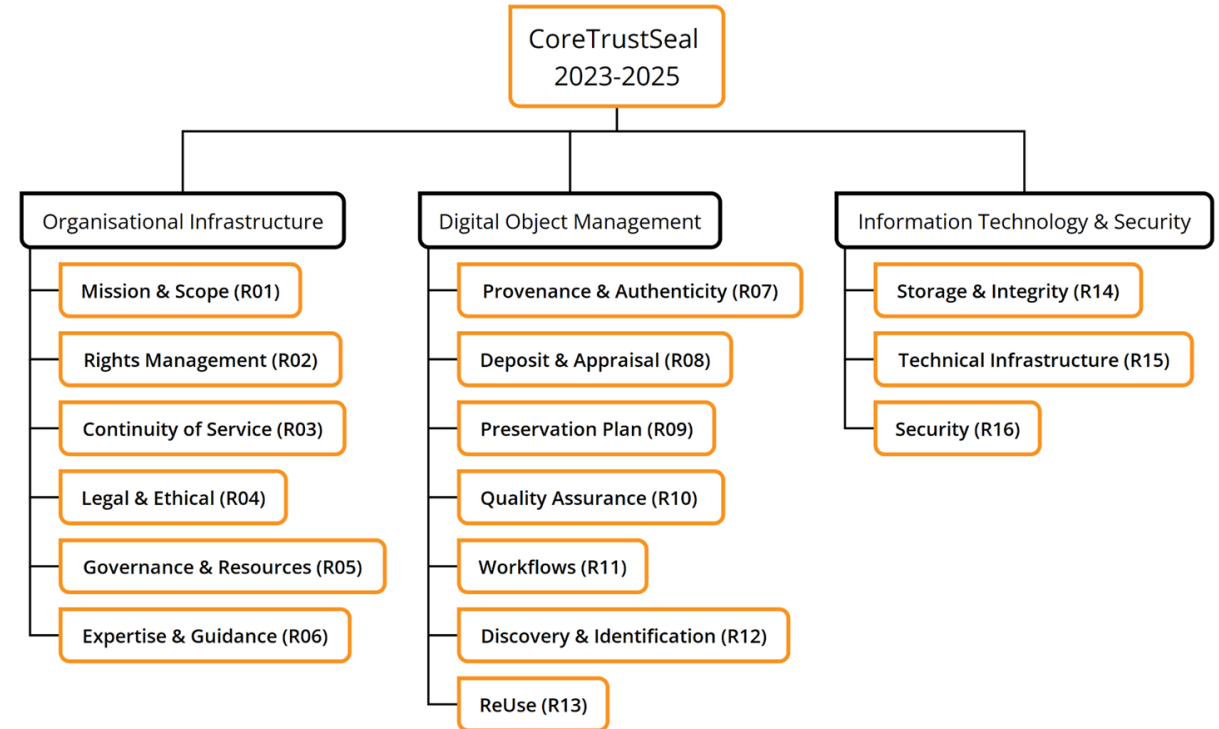 CoreTrustSeal
2023-2025
Organisational Infrastructure
Mission & Scope (R01)
Rights Management (R02)
Continuity of Service (R03)
Legal & Ethical (R04)
Governance & Resources (R05)
Expertise & Guidance (R06)
Digital Object Management
Provenance & Authenticity (R07)
Deposit & Appraisal (R08)
Preservation Plan (R09)
Quality Assurance (R10)
Workflows (R11)
Discovery & Identification (R12)
ReUse (R13)
Information Technology & Security
Storage & Integrity (R14)
Technical Infrastructure (R15)
Security (R16)